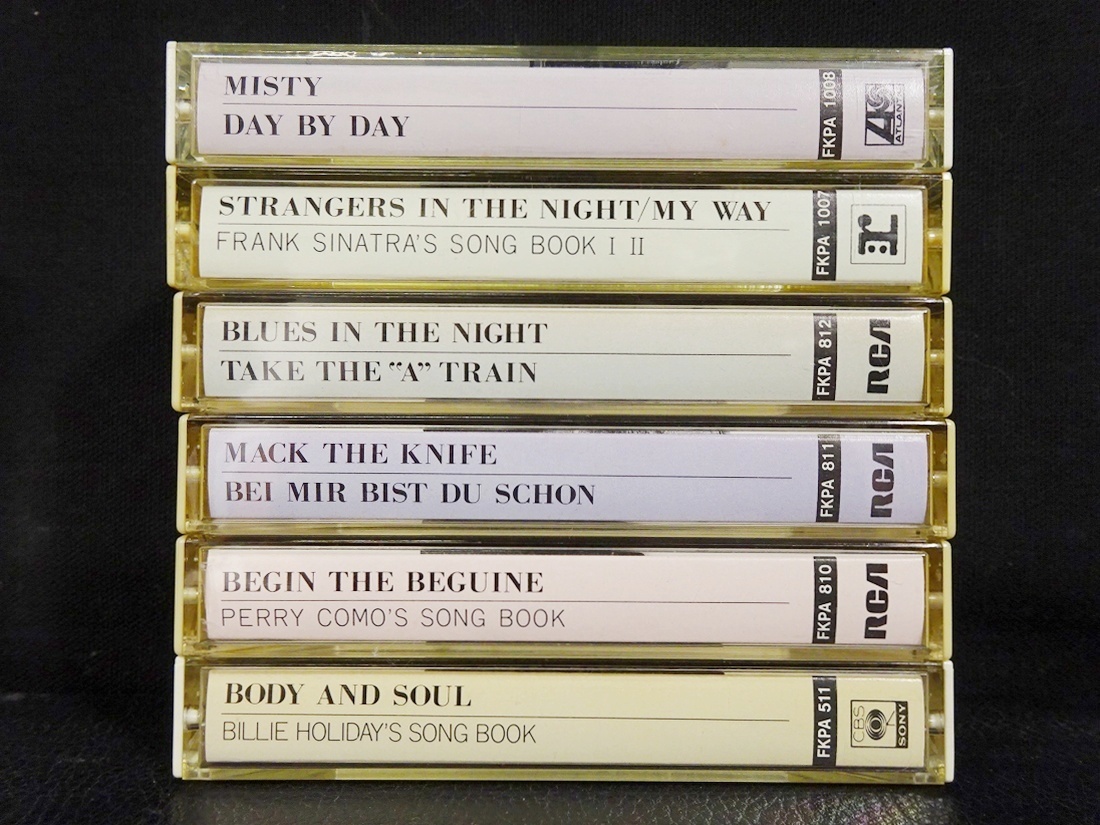 MISTY
DAY BY DAY
FKPA 1008
ATLANTIC
STRANGERS IN THE NIGHT/MY WAY
FRANK SINATRA'S SONG BOOK I II
FKPA 1007
r:
BLUES IN THE NIGHT
TAKE THE “A” TRAIN
FKPA 812
RCA
MACK THE KNIFE
BEI MIR BIST DU SCHON
FKPA 811
RCA
BEGIN THE BEGUINE
PERRY COMO'S SONG BOOK
FKPA 810
RCA
BODY AND SOUL
BILLIE HOLIDAY'S SONG BOOK
FKPA 511
CBS
SONY